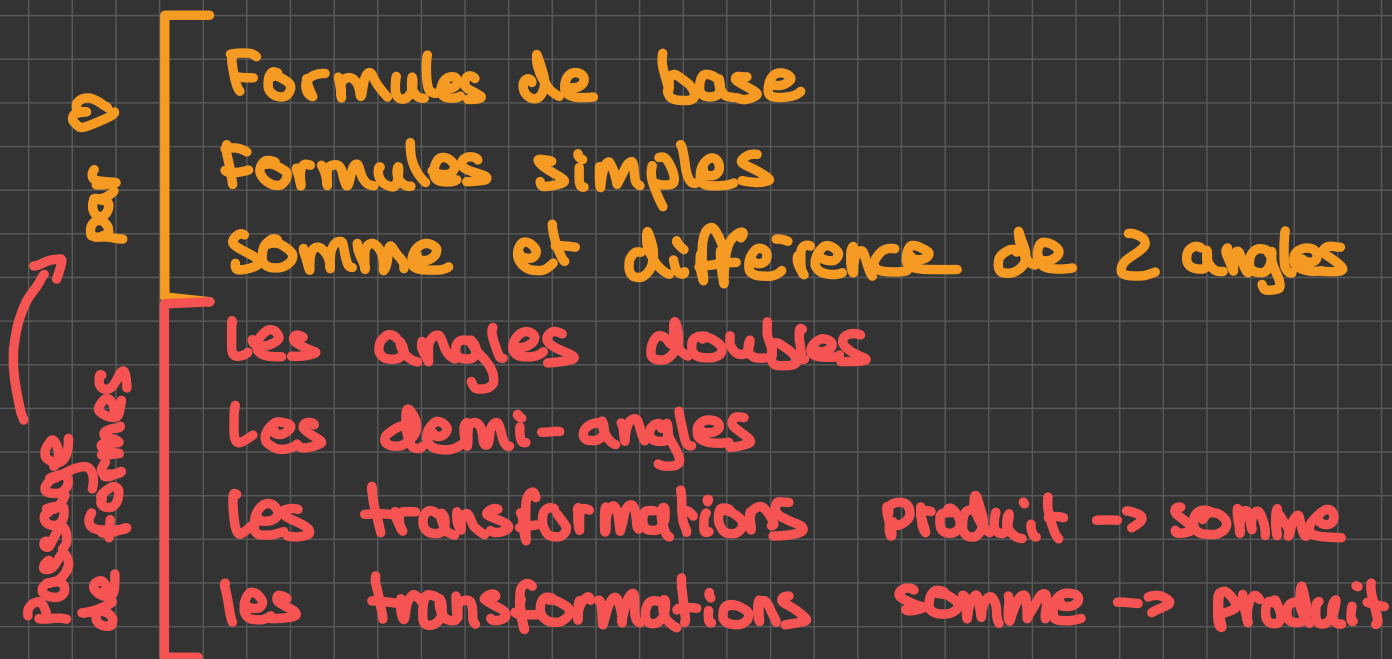 Formules de base
Formules simples
somme et différence de 2 angles
par ♡
Les angles doubles
Les demi-angles
Les transformations produit -> somme
les transformations somme -> produit
Passage
de formes